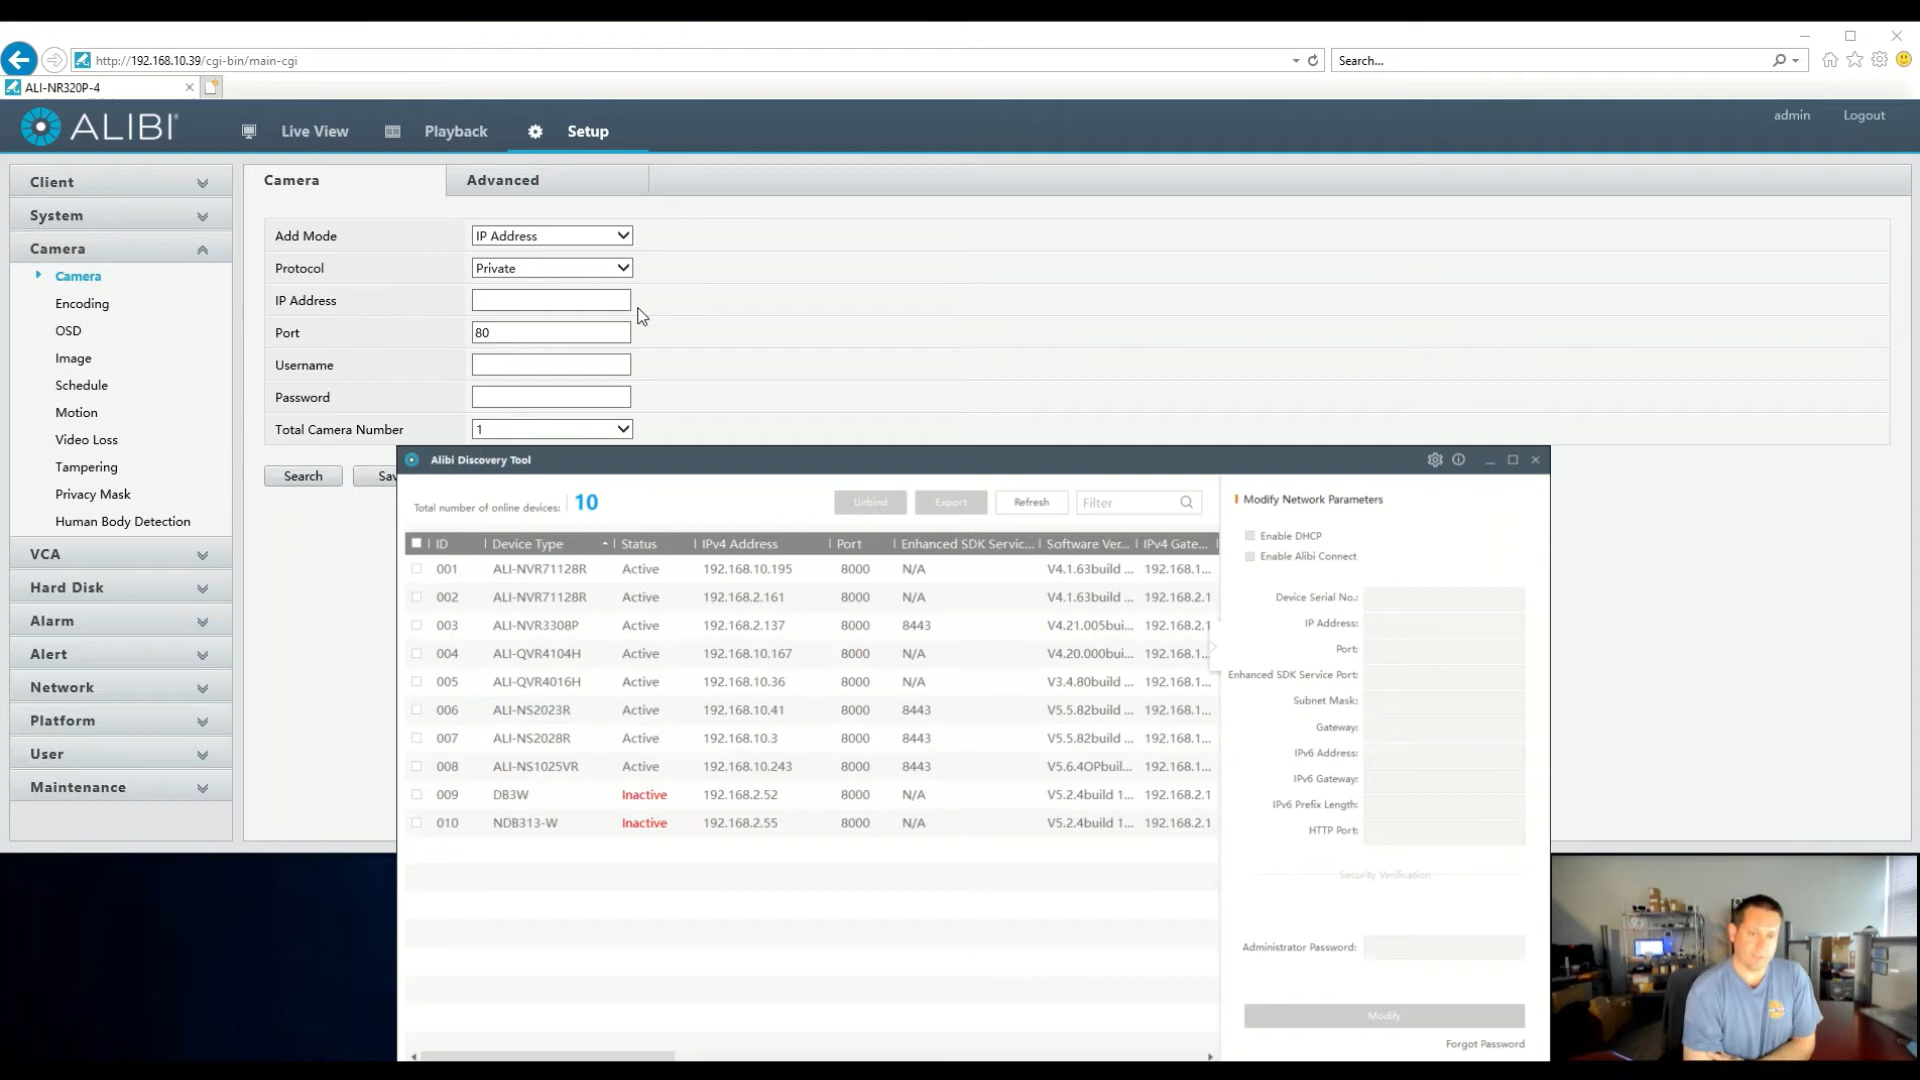 http://192.168.10.39/cgi-bin/main-cgi
Search...
ALI-NR320P-4
ALIBI
Live View
Playback
Setup
admin
Logout
Client
System
Camera
Camera
Encoding
OSD
Image
Schedule
Motion
Video Loss
Tampering
Privacy Mask
Human Body Detection
VCA
Hard Disk
Alarm
Alert
Network
Platform
User
Maintenance
Camera
Advanced
Add Mode IP Address
Protocol Private
IP Address
Port 80
Username
Password
Total Camera Number 1
Search
Alibi Discovery Tool
Total number of online devices: 10
Unbind
Export
Refresh
Filter
ID Device Type Status IPv4 Address Port Enhanced SDK Servic... Software Ver... IPv4 Gate...
001 ALI-NVR71128R Active 192.168.10.195 8000 N/A V4.1.63build ... 192.168.1...
002 ALI-NVR71128R Active 192.168.2.161 8000 N/A V4.1.63build ... 192.168.2.1
003 ALI-NVR3308P Active 192.168.2.137 8000 8443 V4.21.005bui... 192.168.2.1
004 ALI-QVR4104H Active 192.168.10.167 8000 N/A V4.20.000bui... 192.168.1...
005 ALI-QVR4016H Active 192.168.10.36 8000 N/A V3.4.80build ... 192.168.1...
006 ALI-NS2023R Active 192.168.10.41 8000 8443 V5.5.82build ... 192.168.1...
007 ALI-NS2028R Active 192.168.10.3 8000 8443 V5.5.82build ... 192.168.1...
008 ALI-NS1025VR Active 192.168.10.243 8000 8443 V5.6.4OPbuil... 192.168.1...
009 DB3W Inactive 192.168.2.52 8000 N/A V5.2.4build 1... 192.168.2.1
010 NDB313-W Inactive 192.168.2.55 8000 N/A V5.2.4build 1... 192.168.2.1
Modify Network Parameters
Enable DHCP
Enable Alibi Connect
Device Serial No.:
IP Address:
Port:
Enhanced SDK Service Port:
Subnet Mask:
Gateway:
IPv6 Address:
IPv6 Gateway:
IPv6 Prefix Length:
HTTP Port:
Security Verification
Administrator Password:
Modify
Forgot Password